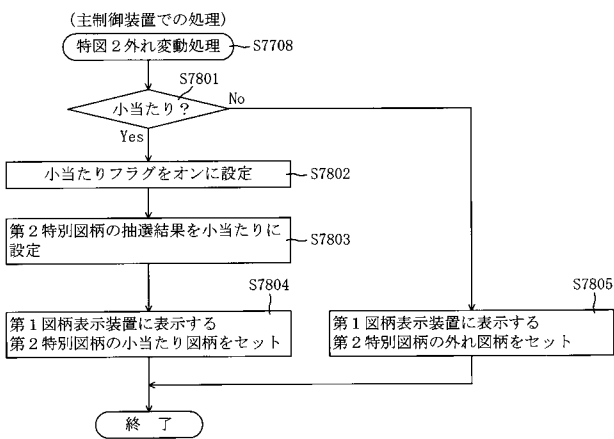 (主制御装置での処理)
特図2外れ変動処理
S7708
S7801
小当たり?
No
Yes
小当たりフラグをオンに設定
S7802
第2特別図柄の抽選結果を小当たりに
設定
S7803
S7804
第1図柄表示装置に表示する
第2特別図柄の小当たり図柄をセット
S7805
第1図柄表示装置に表示する
第2特別図柄の外れ図柄をセット
終 了